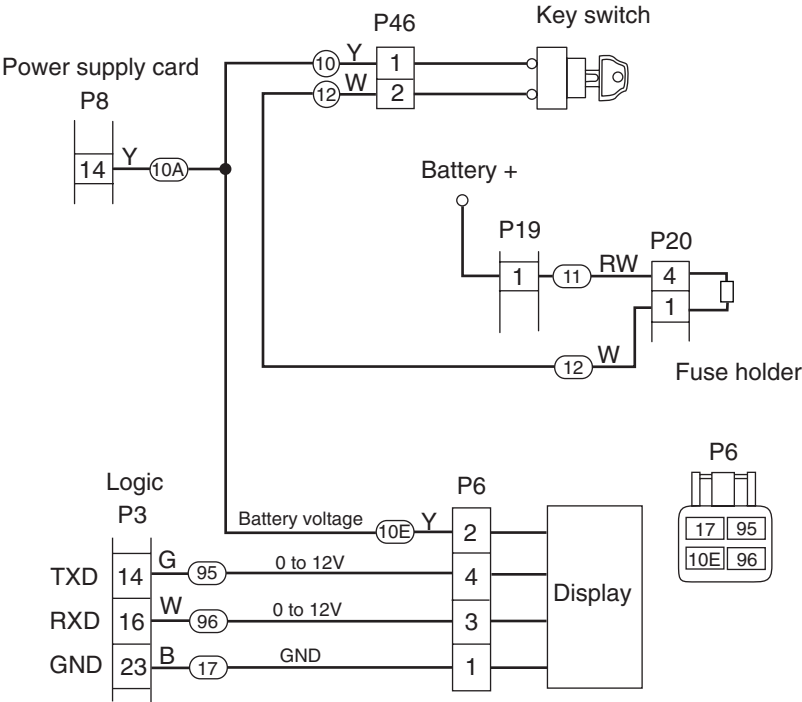 Key switch
P46
Power supply card
P8
10 Y 1
12 W 2
14 Y 10A
Battery +
P19
P20
1 11 RW 4
1
12 W
Fuse holder
P6
17 95
10E 96
Logic
P3
P6
Battery voltage 10E Y 2
TXD 14 G 95 0 to 12V 4
RXD 16 W 96 0 to 12V 3
GND 23 B 17 GND 1
Display